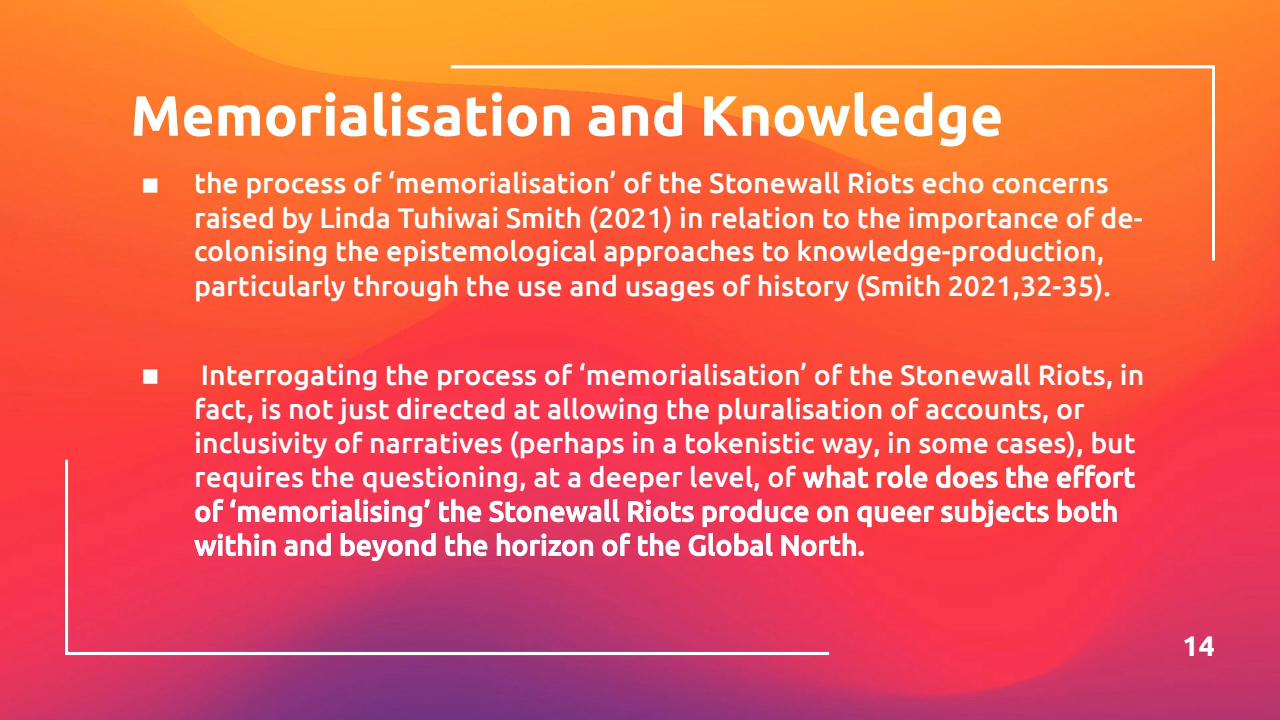 Memorialisation and Knowledge
▪ the process of ‘memorialisation’ of the Stonewall Riots echo concerns
raised by Linda Tuhiwai Smith (2021) in relation to the importance of de-
colonising the epistemological approaches to knowledge-production,
particularly through the use and usages of history (Smith 2021,32-35).
▪ Interrogating the process of ‘memorialisation’ of the Stonewall Riots, in
fact, is not just directed at allowing the pluralisation of accounts, or
inclusivity of narratives (perhaps in a tokenistic way, in some cases), but
requires the questioning, at a deeper level, of what role does the effort
of ‘memorialising’ the Stonewall Riots produce on queer subjects both
within and beyond the horizon of the Global North.
14